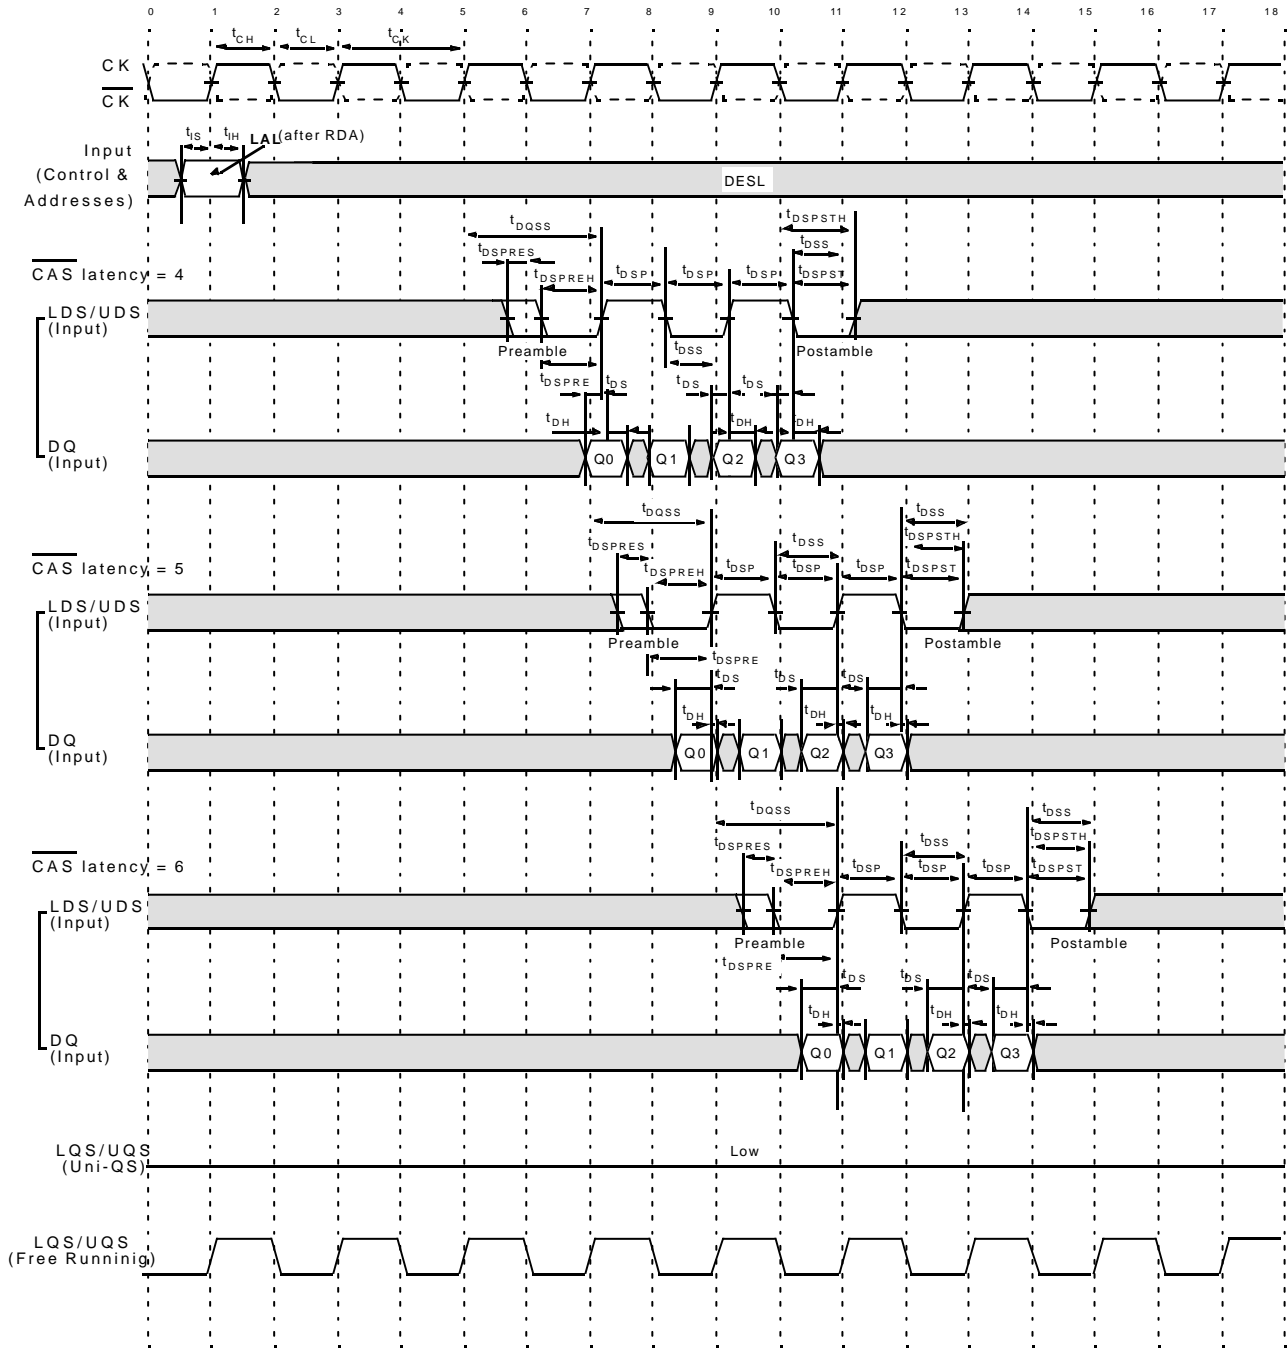 0 1 2 3 4 5 6 7 8 9 10 11 12 13 14 15 16 17 18
tCH tCL tCK
CK
CK
tIS tIH LAL (after RDA)
Input
(Control &
Addresses)
DESL
tDQSS tDSPSTH
tDSPRES tDSS
CAS latency = 4
tDSPREH tDSP tDSP tDSP tDSPST
LDS/UDS
(Input)
Preamble Postamble
tDSS
tDSPRE tDS tDS tDS
tDH tDH tDH
DQ
(Input)
Q0 Q1 Q2 Q3
tDQSS tDSS
tDSPRES tDSS tDSPSTH
CAS latency = 5
tDSPREH tDSP tDSP tDSP tDSPST
LDS/UDS
(Input)
Preamble Postamble
tDSPRE
tDS tDS tDS
tDH tDH tDH
DQ
(Input)
Q0 Q1 Q2 Q3
tDQSS tDSS
tDSPRES tDSS tDSPSTH
CAS latency = 6
tDSPREH tDSP tDSP tDSP tDSPST
LDS/UDS
(Input)
Preamble Postamble
tDSPRE
tDS tDS tDS
tDH tDH tDH
DQ
(Input)
Q0 Q1 Q2 Q3
LQS/UQS
(Uni-QS)
Low
LQS/UQS
(Free Runninig)